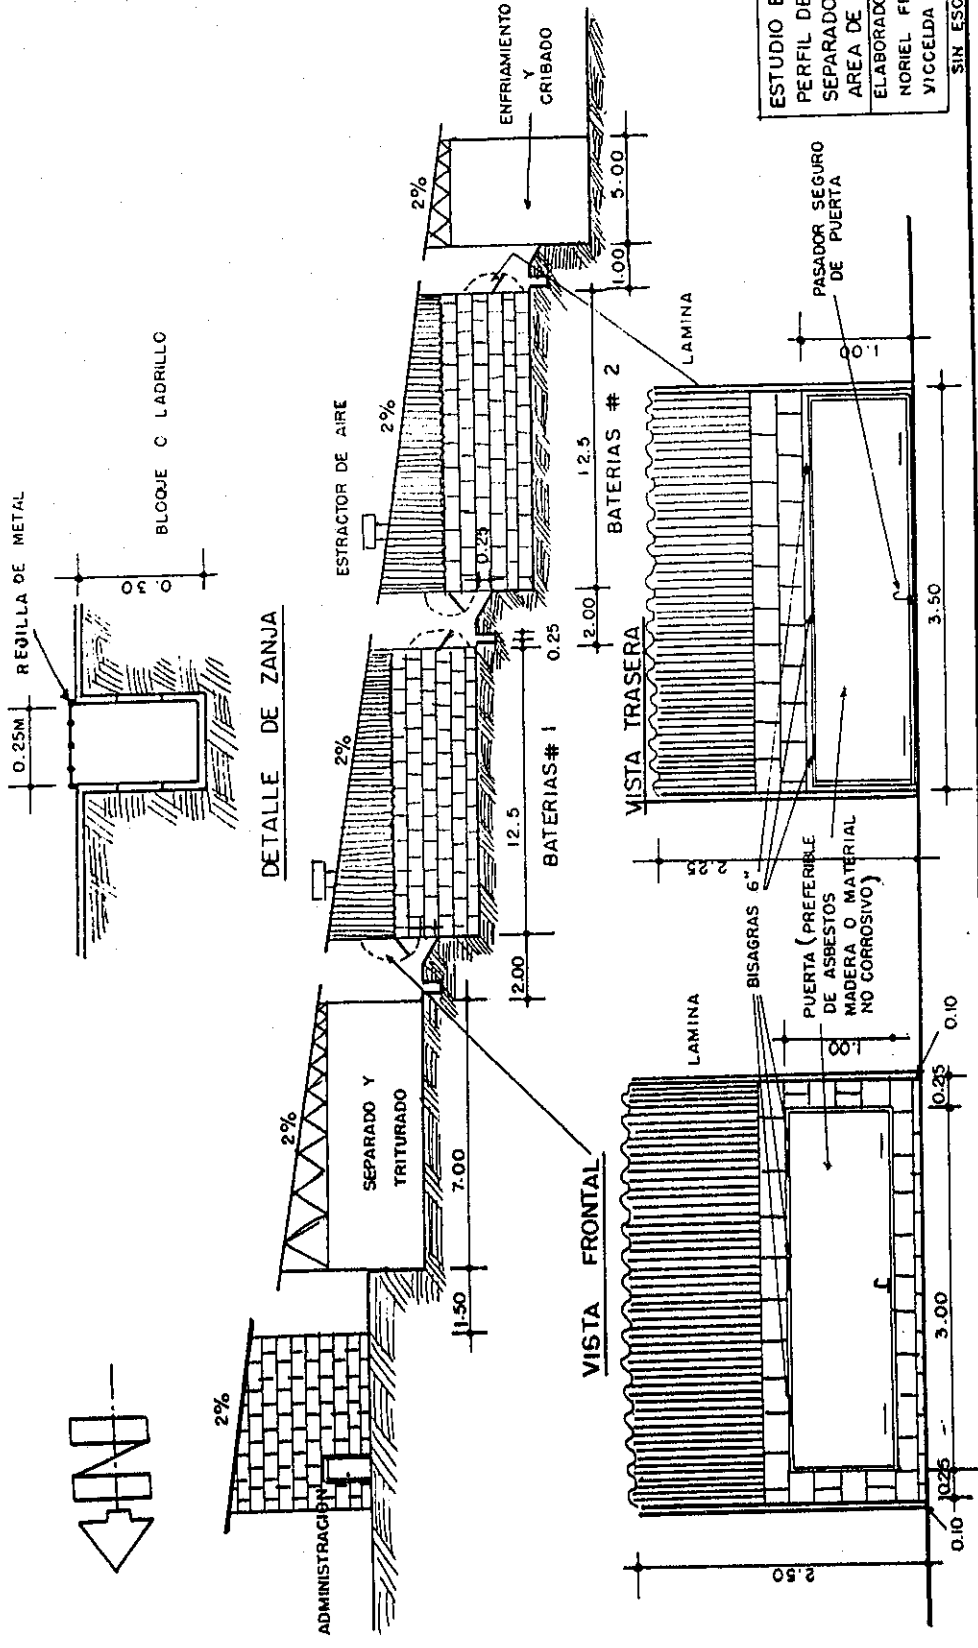 0.25M
REJILLA DE METAL
0.30
BLOQUE O LADRILLO
DETALLE DE ZANJA
N
ADMINISTRACION
2%
1.50
SEPARADO Y
TRITURADO
2%
7.00
2.00
2%
12.5
BATERIAS # 1
0.25
2.00
ESTRACTOR DE AIRE
2%
0.25
12.5
BATERIAS # 2
1.00
2%
5.00
ENFRIAMIENTO
Y
CRIBADO
VISTA FRONTAL
2.50
0.10
0.25
3.00
0.25
0.10
1.00
LAMINA
BISAGRAS 6"
PUERTA (PREFERIBLE
DE ASBESTOS
MADERA O MATERIAL
NO CORROSIVO)
VISTA TRASERA
3.50
1.00
LAMINA
PASADOR SEGURO
DE PUERTA
ESTUDIO
PERFIL DE
SEPARADO
AREA DE
ELABORADO
NORIEL
VICCELDA
SIN